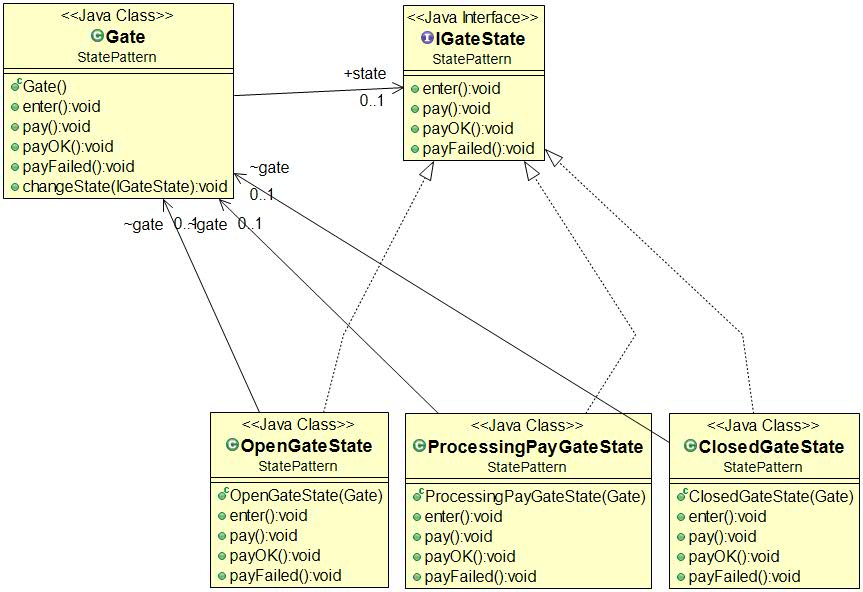 <<Java Class>>
Gate
StatePattern
Gate()
enter():void
pay():void
payOK():void
payFailed():void
changeState(IGateState):void
+state
0..1
<<Java Interface>>
IGateState
StatePattern
enter():void
pay():void
payOK():void
payFailed():void
~gate
0..1
~gate 0..1
~gate 0..1
<<Java Class>>
OpenGateState
StatePattern
OpenGateState(Gate)
enter():void
pay():void
payOK():void
payFailed():void
<<Java Class>>
ProcessingPayGateState
StatePattern
ProcessingPayGateState(Gate)
enter():void
pay():void
payOK():void
payFailed():void
<<Java Class>>
ClosedGateState
StatePattern
ClosedGateState(Gate)
enter():void
pay():void
payOK():void
payFailed():void